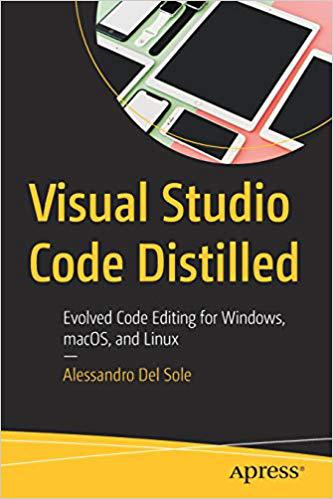 Visual Studio
Code Distilled
Evolved Code Editing for Windows,
macOS, and Linux
—
Alessandro Del Sole
Apress®